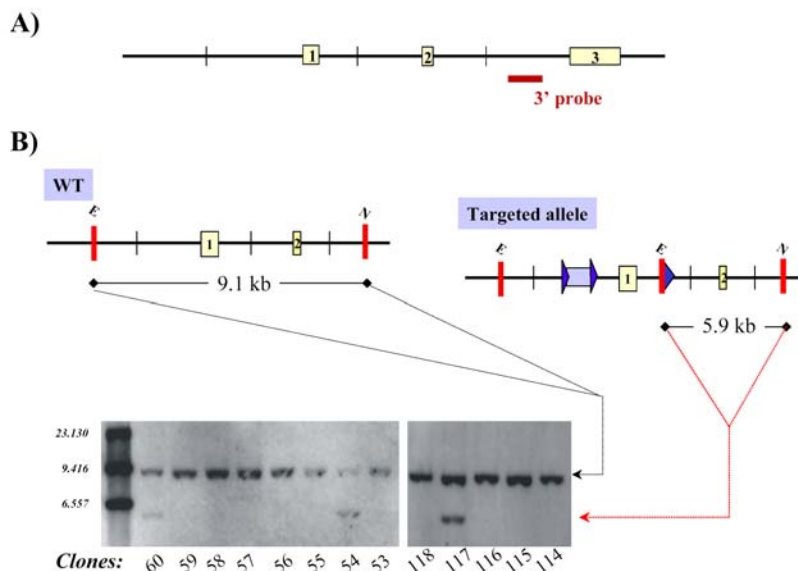 A)
1 2 3
3' probe
B)
WT
E N
1 2
9.1 kb
Targeted allele
E E N
1 2
5.9 kb
23.130
9.416
6.557
Clones: 60 59 58 57 56 55 54 53 118 117 116 115 114